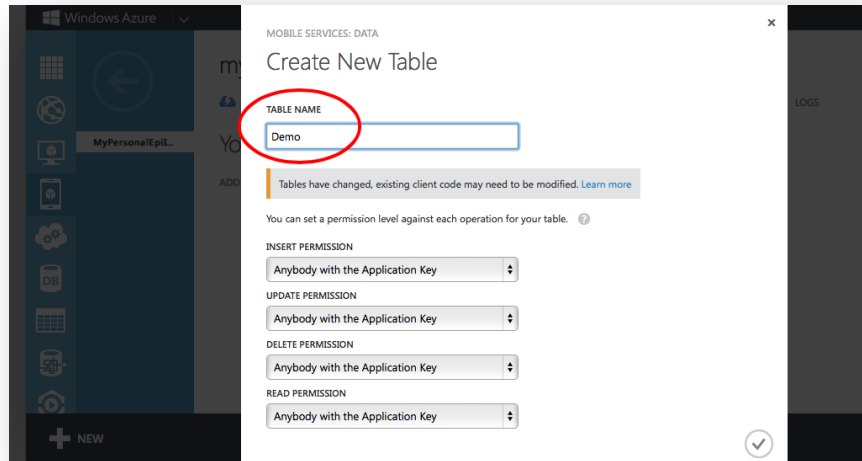 Windows Azure
MOBILE SERVICES: DATA
Create New Table
my
LOGS
TABLE NAME
Demo
MyPersonalEpiI...
Yo
ADD
Tables have changed, existing client code may need to be modified. Learn more
You can set a permission level against each operation for your table. ?
INSERT PERMISSION
Anybody with the Application Key
UPDATE PERMISSION
Anybody with the Application Key
DB
DELETE PERMISSION
Anybody with the Application Key
READ PERMISSION
Anybody with the Application Key
NEW